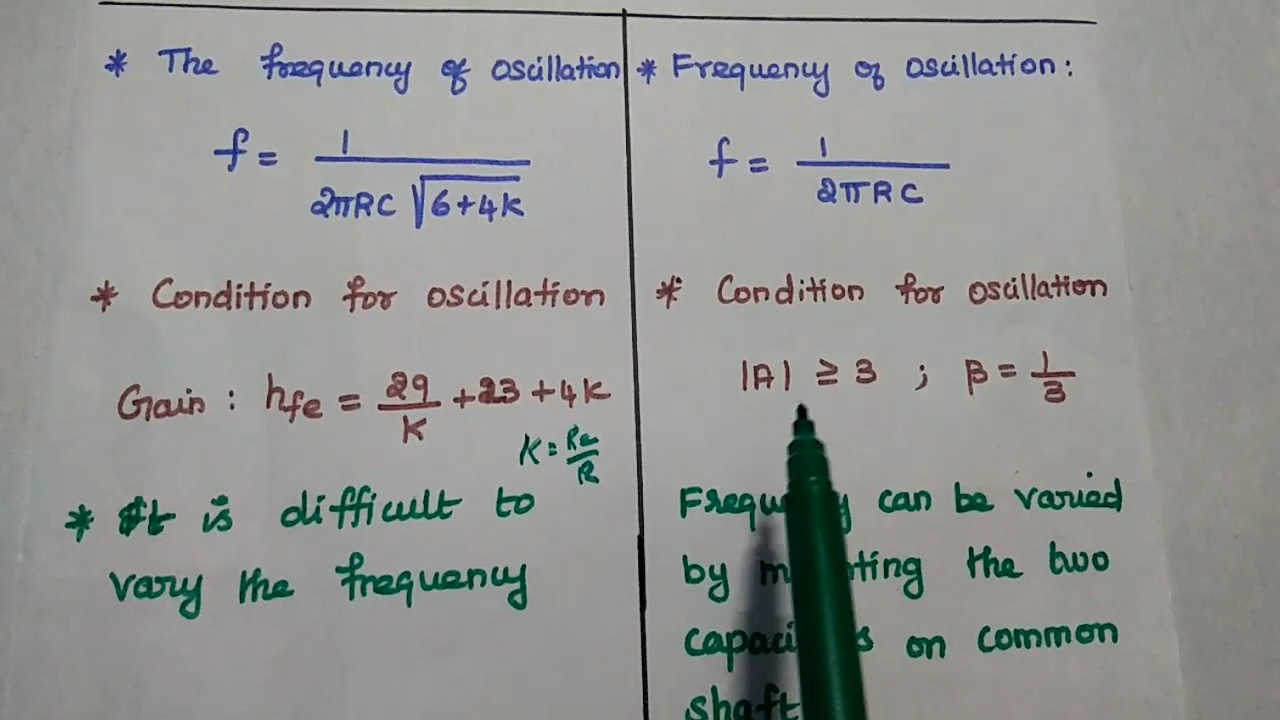 * The frequency of oscillation
f = 1 / 2πRC √6+4k
* Condition for oscillation
Gain : hfe = 29/k + 23 + 4k
k = Rc/R
* It is difficult to
vary the frequency
* Frequency of oscillation :
f = 1 / 2πRC
* Condition for oscillation
|A| ≥ 3 ; β = 1/3
can be varied
by the two
on common
shaft